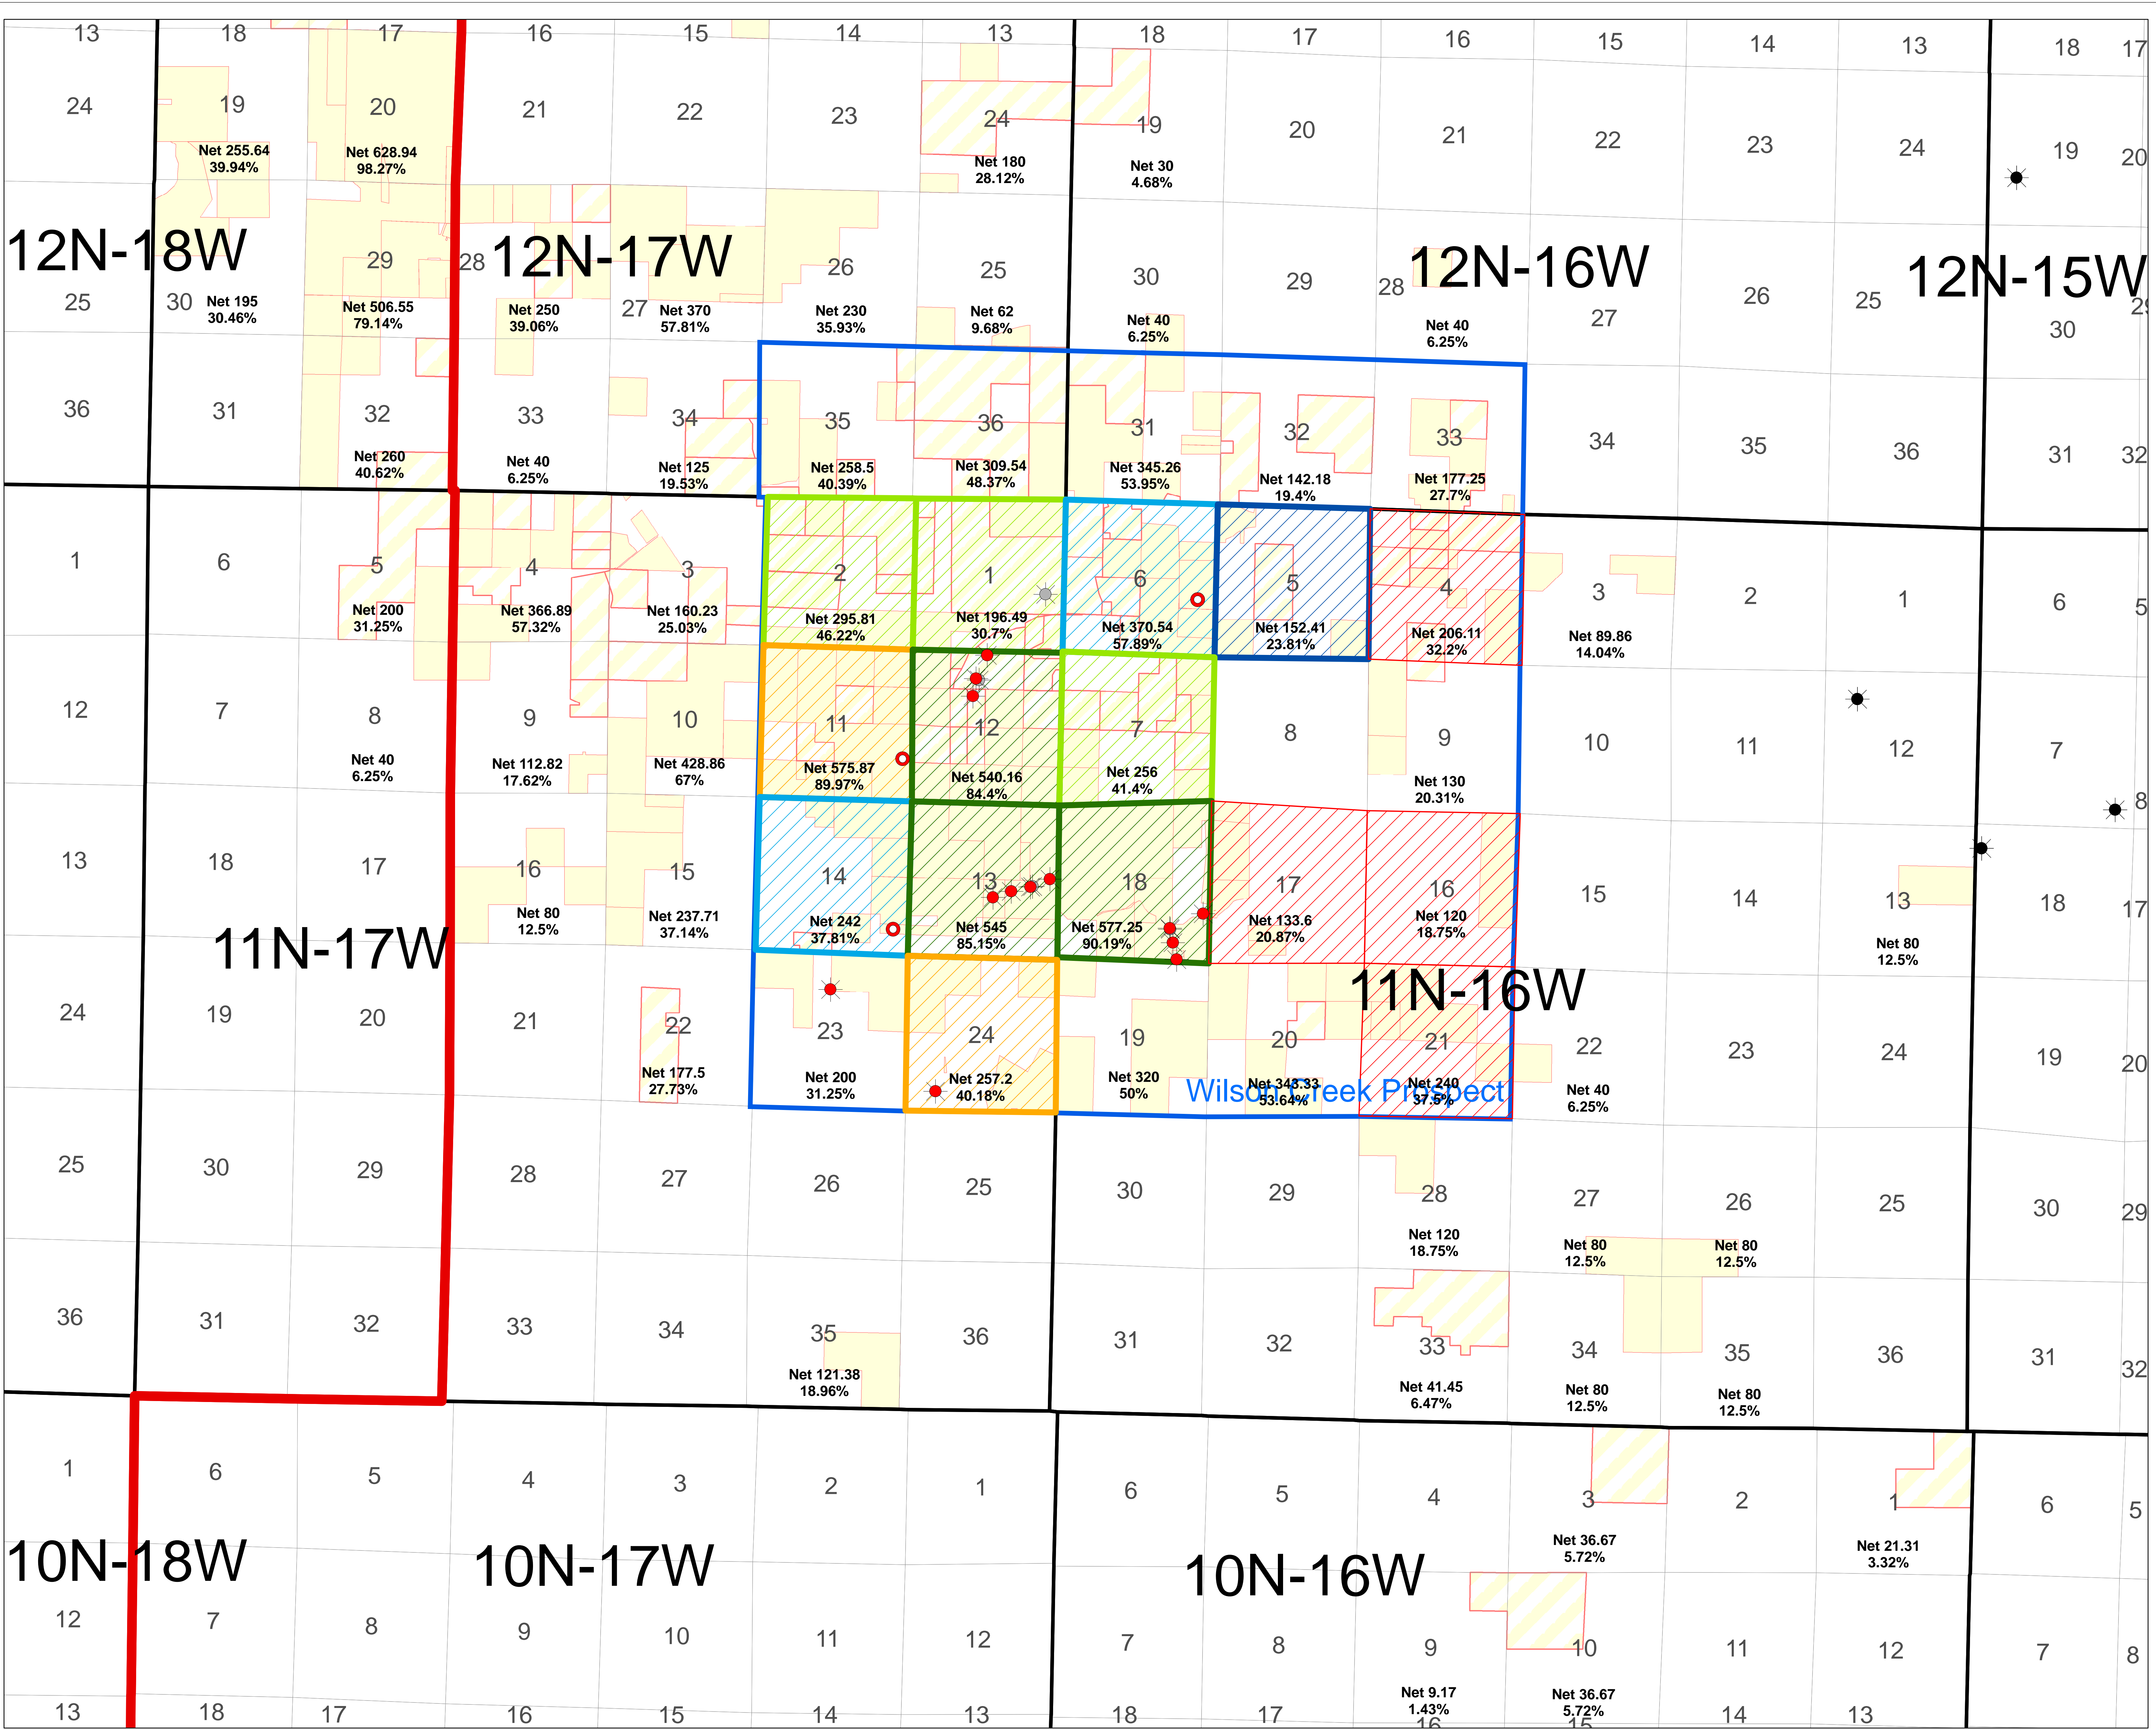 13 18 17 16 15 14 13 18 17 16 15 14 13 18 17
24 19 20 21 22 23 24 19 20 21 22 23 24 19 20
Net 255.64
39.94%
Net 628.94
98.27%
Net 180
28.12%
Net 30
4.68%
12N-18W 12N-17W 12N-16W 12N-15W
25 30 29 28 27 26 25 30 29 28 27 26 25 30 29
Net 195
30.46%
Net 506.55
79.14%
Net 250
39.06%
Net 370
57.81%
Net 230
35.93%
Net 62
9.68%
Net 40
6.25%
Net 40
6.25%
36 31 32 33 34 35 36 31 32 33 34 35 36 31 32
Net 260
40.62%
Net 40
6.25%
Net 125
19.53%
Net 258.5
40.39%
Net 309.54
48.37%
Net 345.26
53.95%
Net 142.18
19.4%
Net 177.25
27.7%
1 6 5 4 3 2 1 6 5 4 3 2 1 6 5
Net 200
31.25%
Net 366.89
57.32%
Net 160.23
25.03%
Net 295.81
46.22%
Net 196.49
30.7%
Net 370.54
57.89%
Net 152.41
23.81%
Net 206.11
32.2%
Net 89.86
14.04%
12 7 8 9 10 11 12 7 8 9 10 11 12 7 8
Net 40
6.25%
Net 112.82
17.62%
Net 428.86
67%
Net 575.87
89.97%
Net 540.16
84.4%
Net 256
41.4%
Net 130
20.31%
13 18 17 16 15 14 13 18 17 16 15 14 13 18 17
Net 80
12.5%
Net 237.71
37.14%
Net 242
37.81%
Net 545
85.15%
Net 577.25
90.19%
Net 133.6
20.87%
Net 120
18.75%
Net 80
12.5%
11N-17W 11N-16W
24 19 20 21 22 23 24 19 20 21 22 23 24 19 20
Net 177.5
27.73%
Net 200
31.25%
Net 257.2
40.18%
Net 320
50%
Net 343.33
53.64%
Net 240
37.5%
Net 40
6.25%
Wilson Creek Prospect
25 30 29 28 27 26 25 30 29 28 27 26 25 30 29
Net 120
18.75%
Net 80
12.5%
Net 80
12.5%
36 31 32 33 34 35 36 31 32 33 34 35 36 31 32
Net 121.38
18.96%
Net 41.45
6.47%
Net 80
12.5%
Net 80
12.5%
1 6 5 4 3 2 1 6 5 4 3 2 1 6 5
Net 36.67
5.72%
Net 21.31
3.32%
10N-18W 10N-17W 10N-16W
12 7 8 9 10 11 12 7 8 9 10 11 12 7 8
Net 9.17
1.43%
Net 36.67
5.72%
13 18 17 16 15 14 13 18 17 16 15 14 13